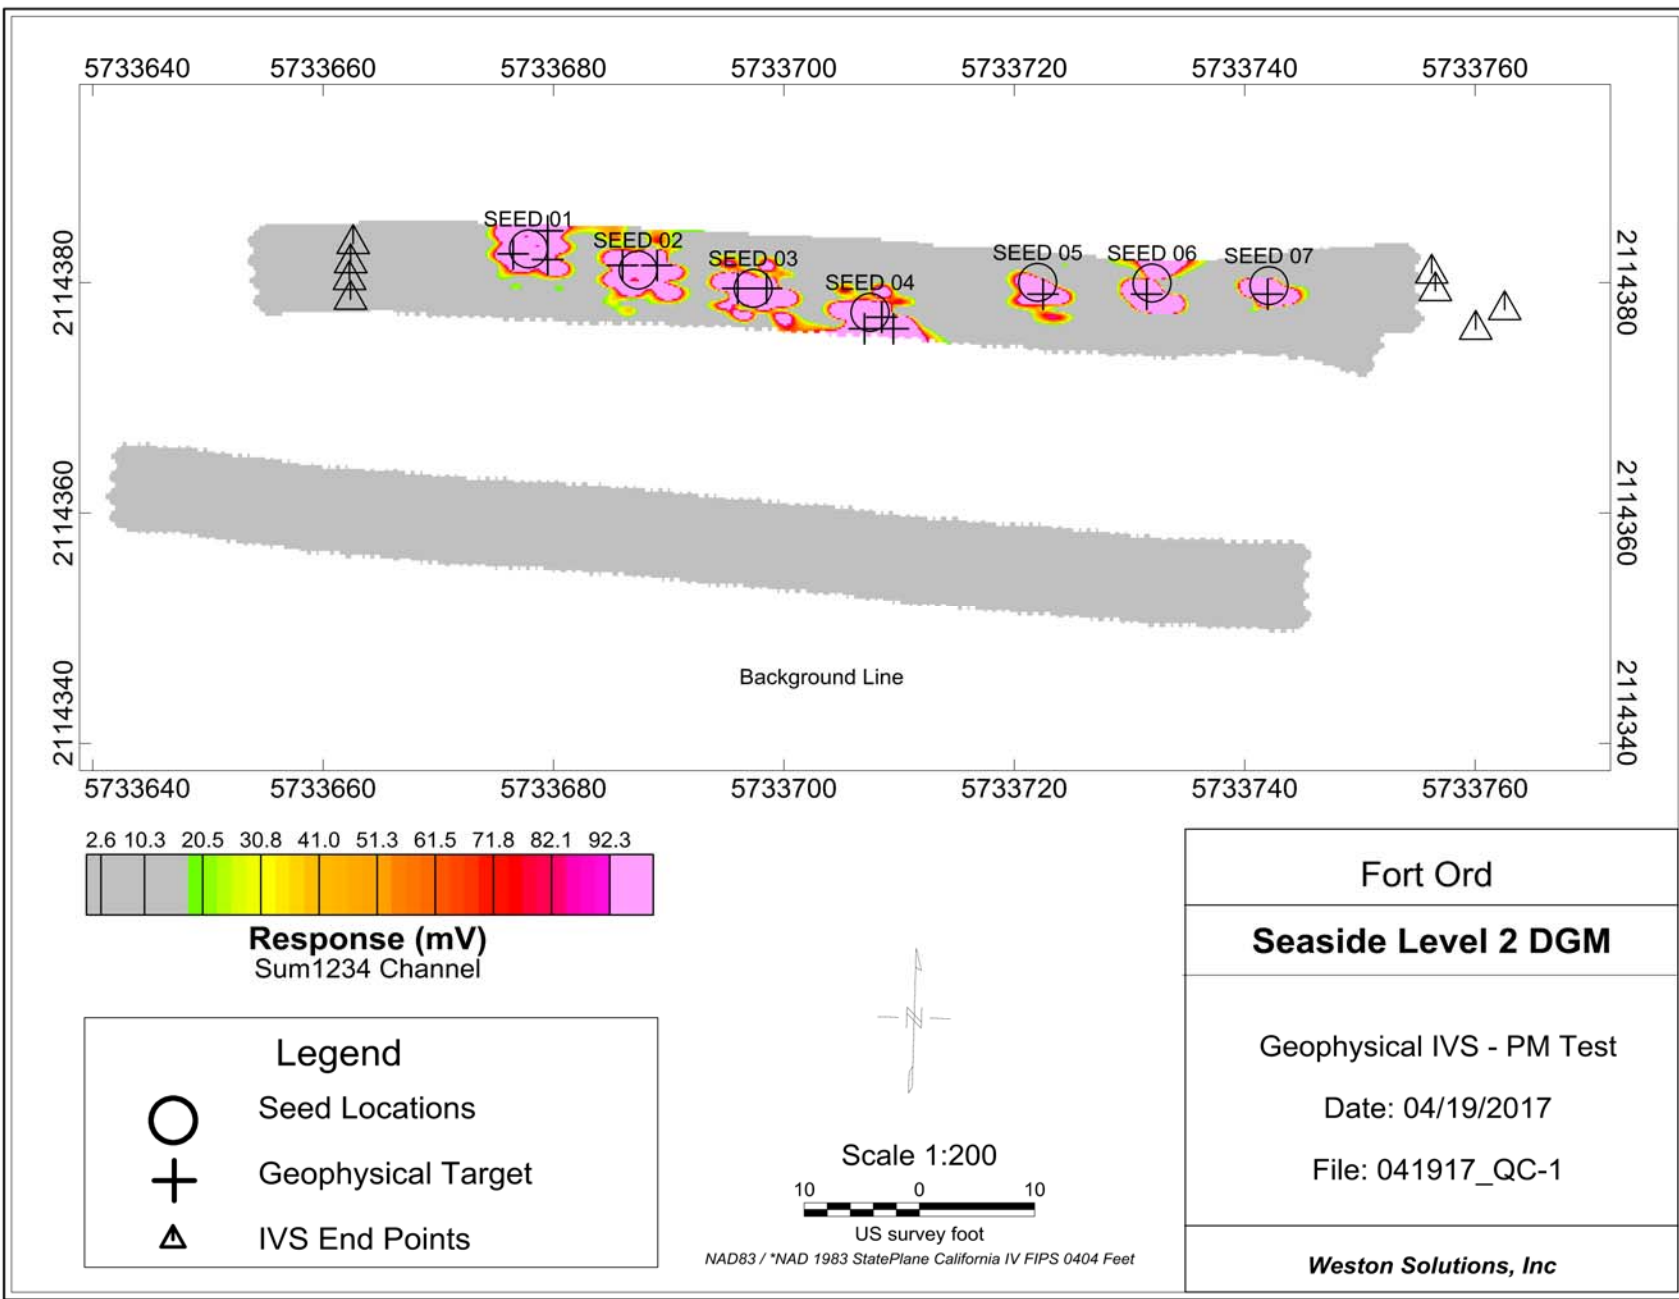 5733640 5733660 5733680 5733700 5733720 5733740 5733760
SEED 01
SEED 02
SEED 03
SEED 04
SEED 05
SEED 06
SEED 07
2114380
2114380
2114360
2114360
2114340
2114340
Background Line
5733640 5733660 5733680 5733700 5733720 5733740 5733760
2.6 10.3 20.5 30.8 41.0 51.3 61.5 71.8 82.1 92.3
Response (mV)
Sum1234 Channel
Legend
Seed Locations
Geophysical Target
IVS End Points
N
Scale 1:200
10 0 10
US survey foot
NAD83 / *NAD 1983 StatePlane California IV FIPS 0404 Feet
Fort Ord
Seaside Level 2 DGM
Geophysical IVS - PM Test
Date: 04/19/2017
File: 041917_QC-1
Weston Solutions, Inc